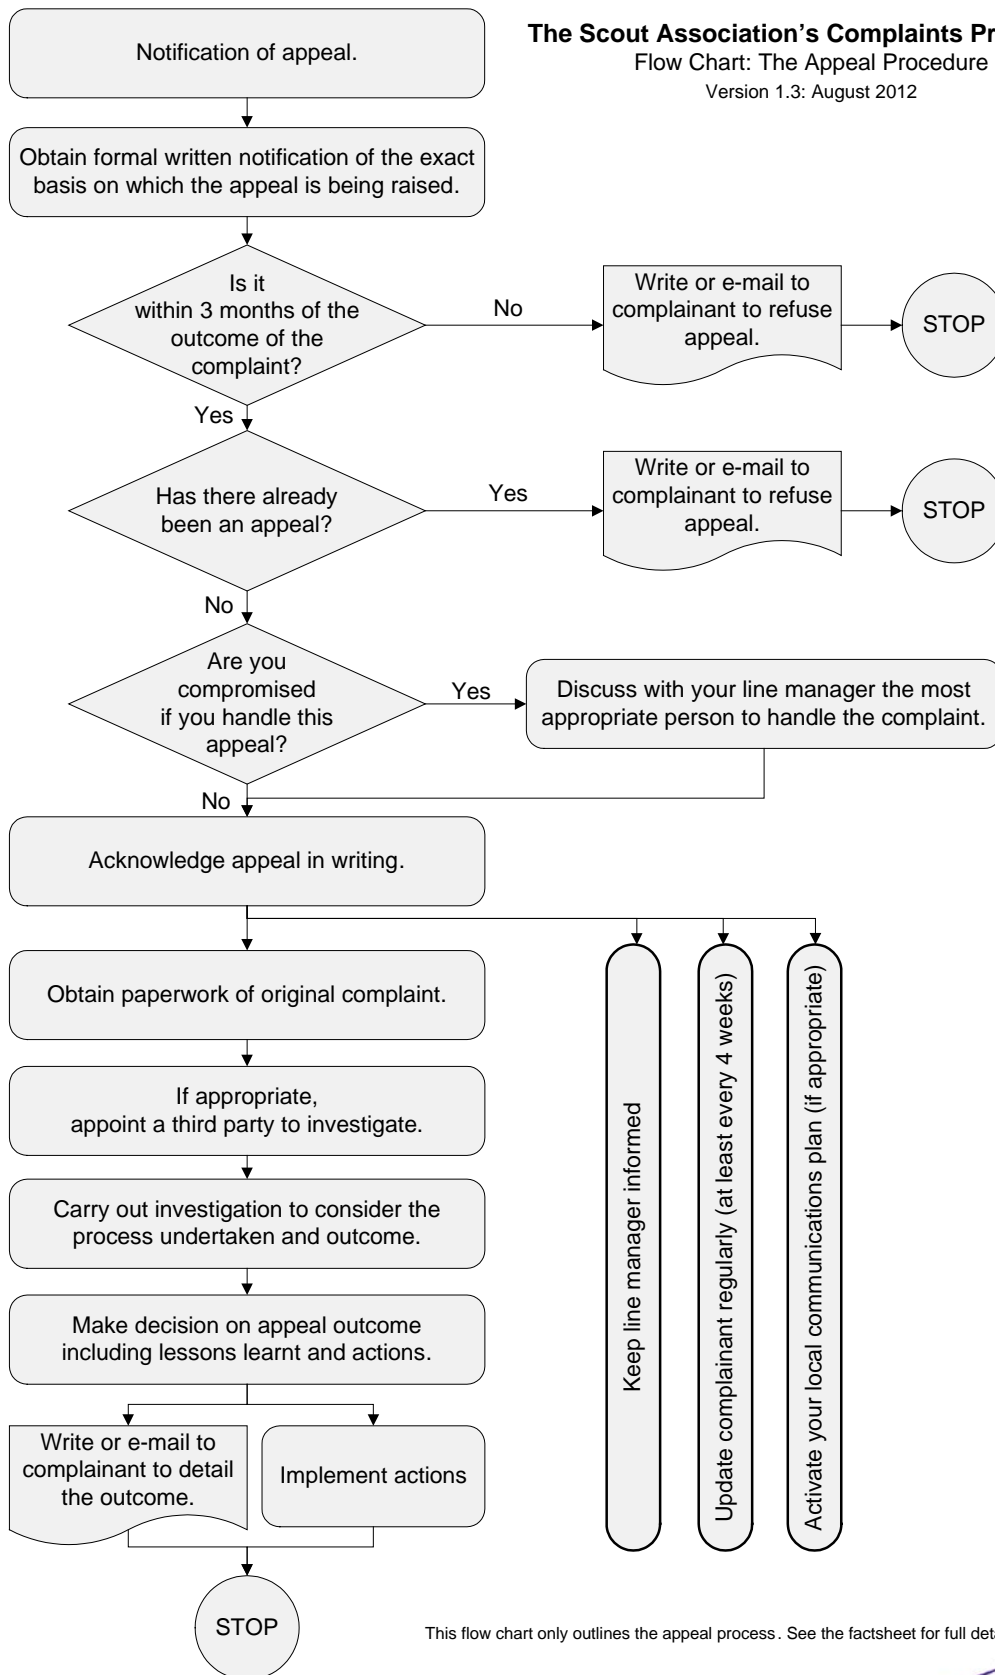 The Scout Association's Complaints
Flow Chart: The Appeal Procedure
Version 1.3: August 2012
Notification of appeal.
Obtain formal written notification of the exact
basis on which the appeal is being raised.
Is it
within 3 months of the
outcome of the
complaint?
No
Write or e-mail to
complainant to refuse
appeal.
STOP
Yes
Has there already
been an appeal?
Yes
Write or e-mail to
complainant to refuse
appeal.
STOP
No
Are you
compromised
if you handle this
appeal?
Yes
Discuss with your line manager the most
appropriate person to handle the complaint.
No
Acknowledge appeal in writing.
Obtain paperwork of original complaint.
If appropriate,
appoint a third party to investigate.
Carry out investigation to consider the
process undertaken and outcome.
Make decision on appeal outcome
including lessons learnt and actions.
Write or e-mail to
complainant to detail
the outcome.
Implement actions
STOP
Keep line manager informed
Update complainant regularly (at least every 4 weeks)
Activate your local communications plan (if appropriate)
This flow chart only outlines the appeal process. See the factsheet for full